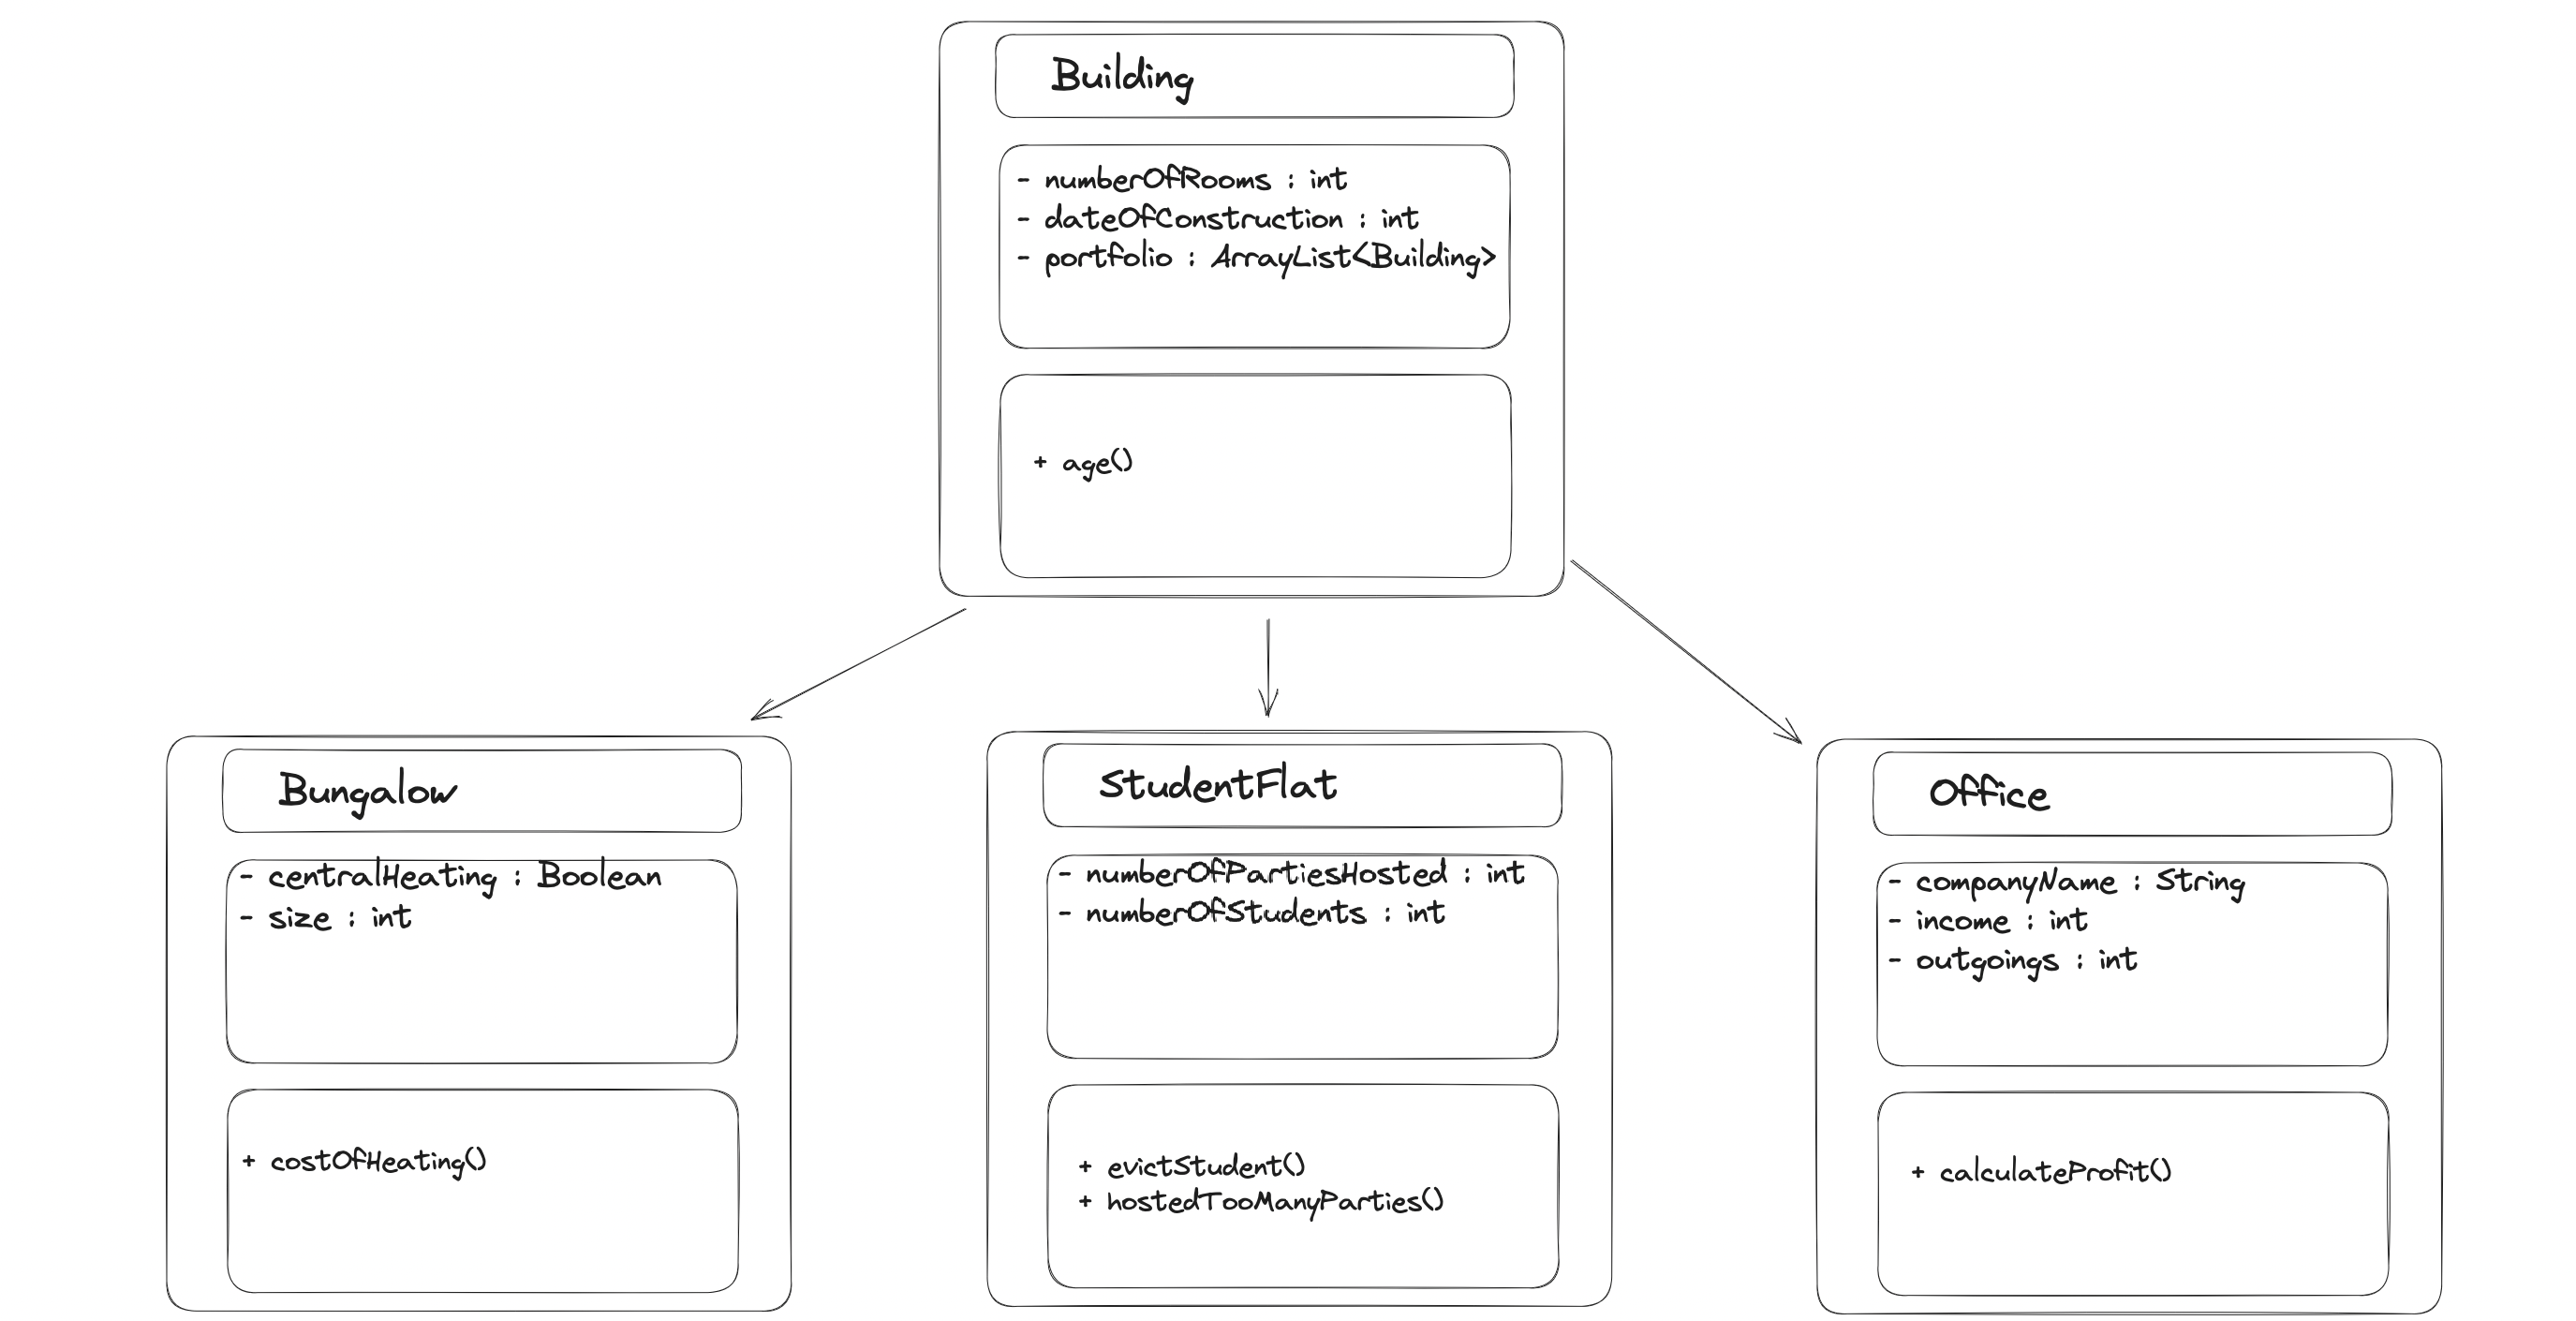 Building
- numberOfRooms : int
- dateOfConstruction : int
- portfolio : ArrayList<Building>
+ age()
Bungalow
- centralHeating : Boolean
- size : int
+ costOfHeating()
StudentFlat
- numberOfPartiesHosted : int
- numberOfStudents : int
+ evictStudent()
+ hostedTooManyParties()
Office
- companyName : String
- income : int
- outgoings : int
+ calculateProfit()